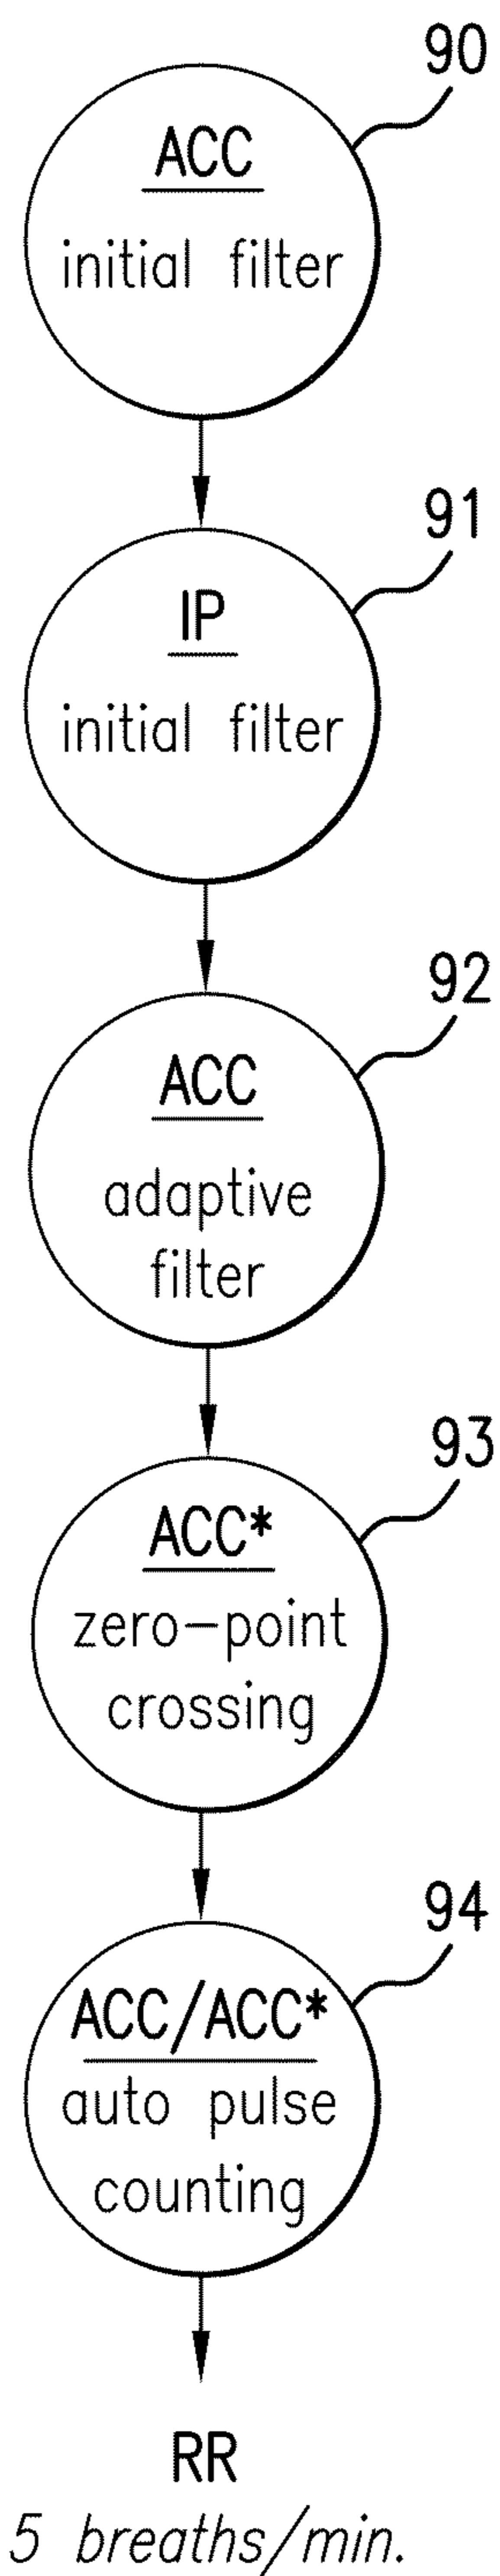 90
ACC
initial filter
91
IP
initial filter
92
ACC
adaptive
filter
93
ACC*
zero-point
crossing
94
ACC/ACC*
auto pulse
counting
RR
5 breaths/min.